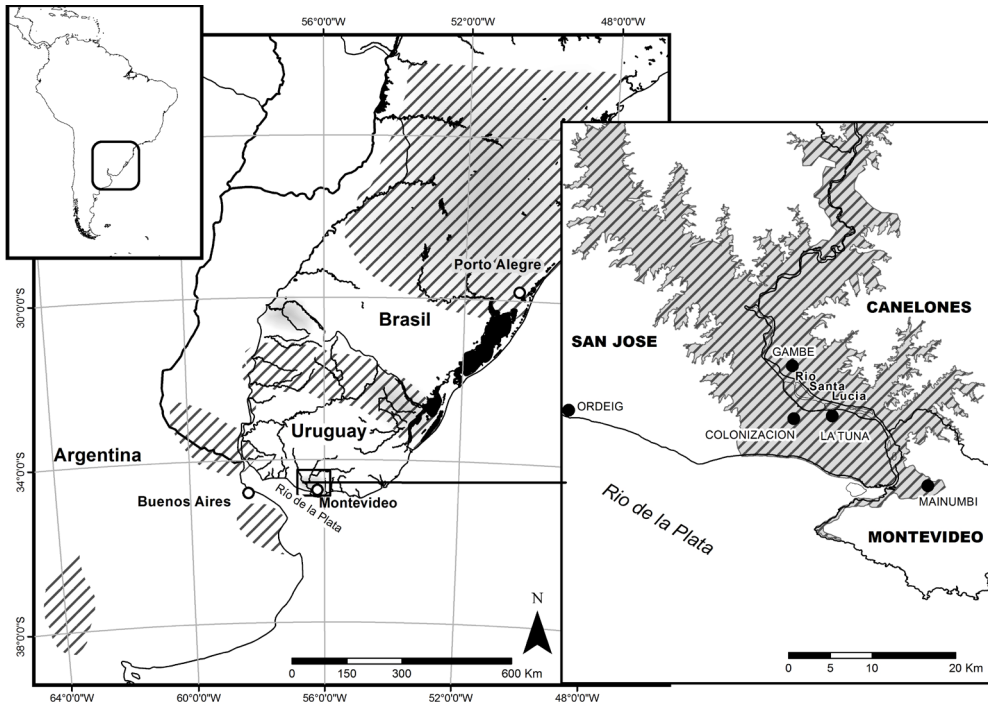 56°0'0"W
52°0'0"W
48°0'0"W
30°0'0"S
34°0'0"S
38°0'0"S
Porto Alegre
Brasil
Uruguay
Argentina
Buenos Aires
Montevideo
Rio de la Plata
N
0 150 300 600 Km
64°0'0"W
60°0'0"W
56°0'0"W
52°0'0"W
48°0'0"W
CANELONES
SAN JOSE
GAMBE
Rio
Santa
Lucia
ORDEIG
COLONIZACION
LA TUNA
MAINUMBI
Rio de la Plata
MONTEVIDEO
0 5 10 20 Km